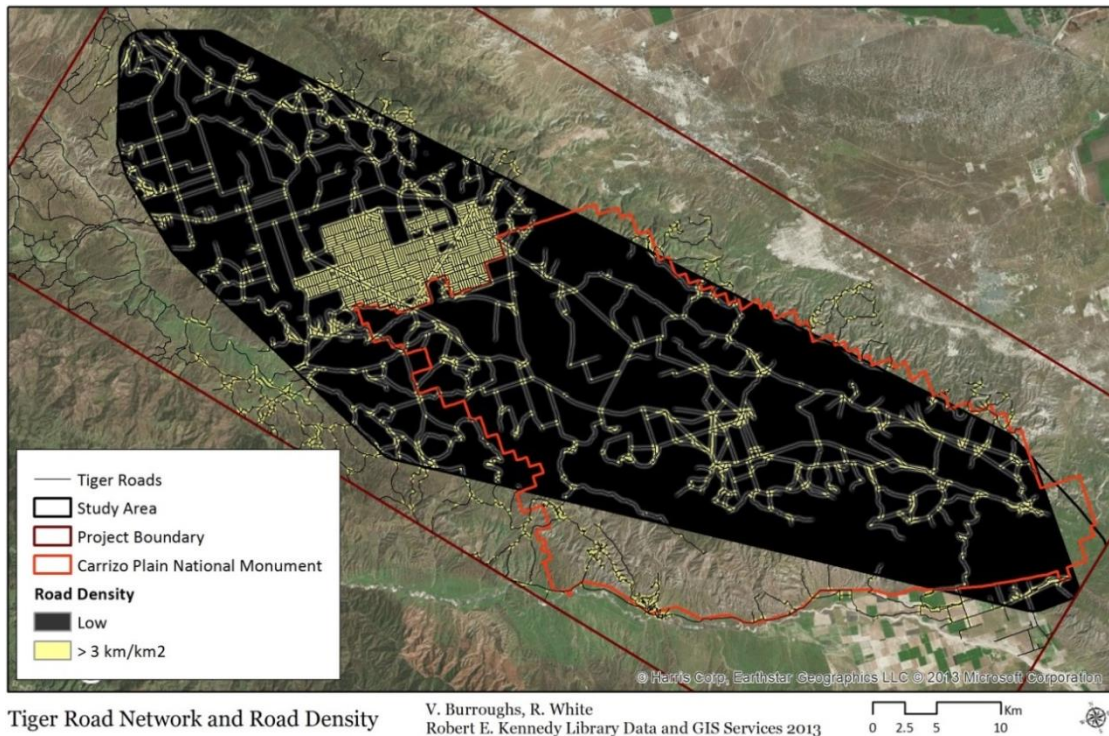 © Harris Corp, Earthstar Geographics LLC © 2013 Microsoft Corporation
Tiger Roads
Study Area
Project Boundary
Carrizo Plain National Monument
Road Density
Low
> 3 km/km2
Tiger Road Network and Road Density
V. Burroughs, R. White
Robert E. Kennedy Library Data and GIS Services 2013
Km
0 2.5 5 10